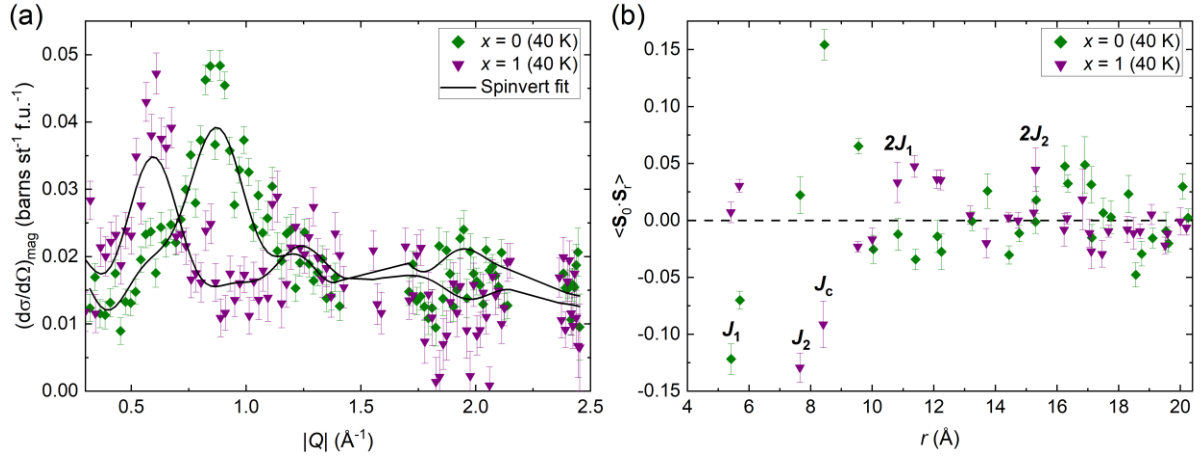 (a)
x = 0 (40 K)
x = 1 (40 K)
Spinvert fit
(dσ/dΩ)mag (barns st⁻¹ f.u.⁻¹)
0.05
0.04
0.03
0.02
0.01
0.00
0.5 1.0 1.5 2.0 2.5
|Q| (Å⁻¹)
(b)
x = 0 (40 K)
x = 1 (40 K)
<S₀·Sᵣ>
0.15
0.10
0.05
0.00
-0.05
-0.10
-0.15
2J₁
2J₂
J₁
J₂
Jc
4 6 8 10 12 14 16 18 20
r (Å)